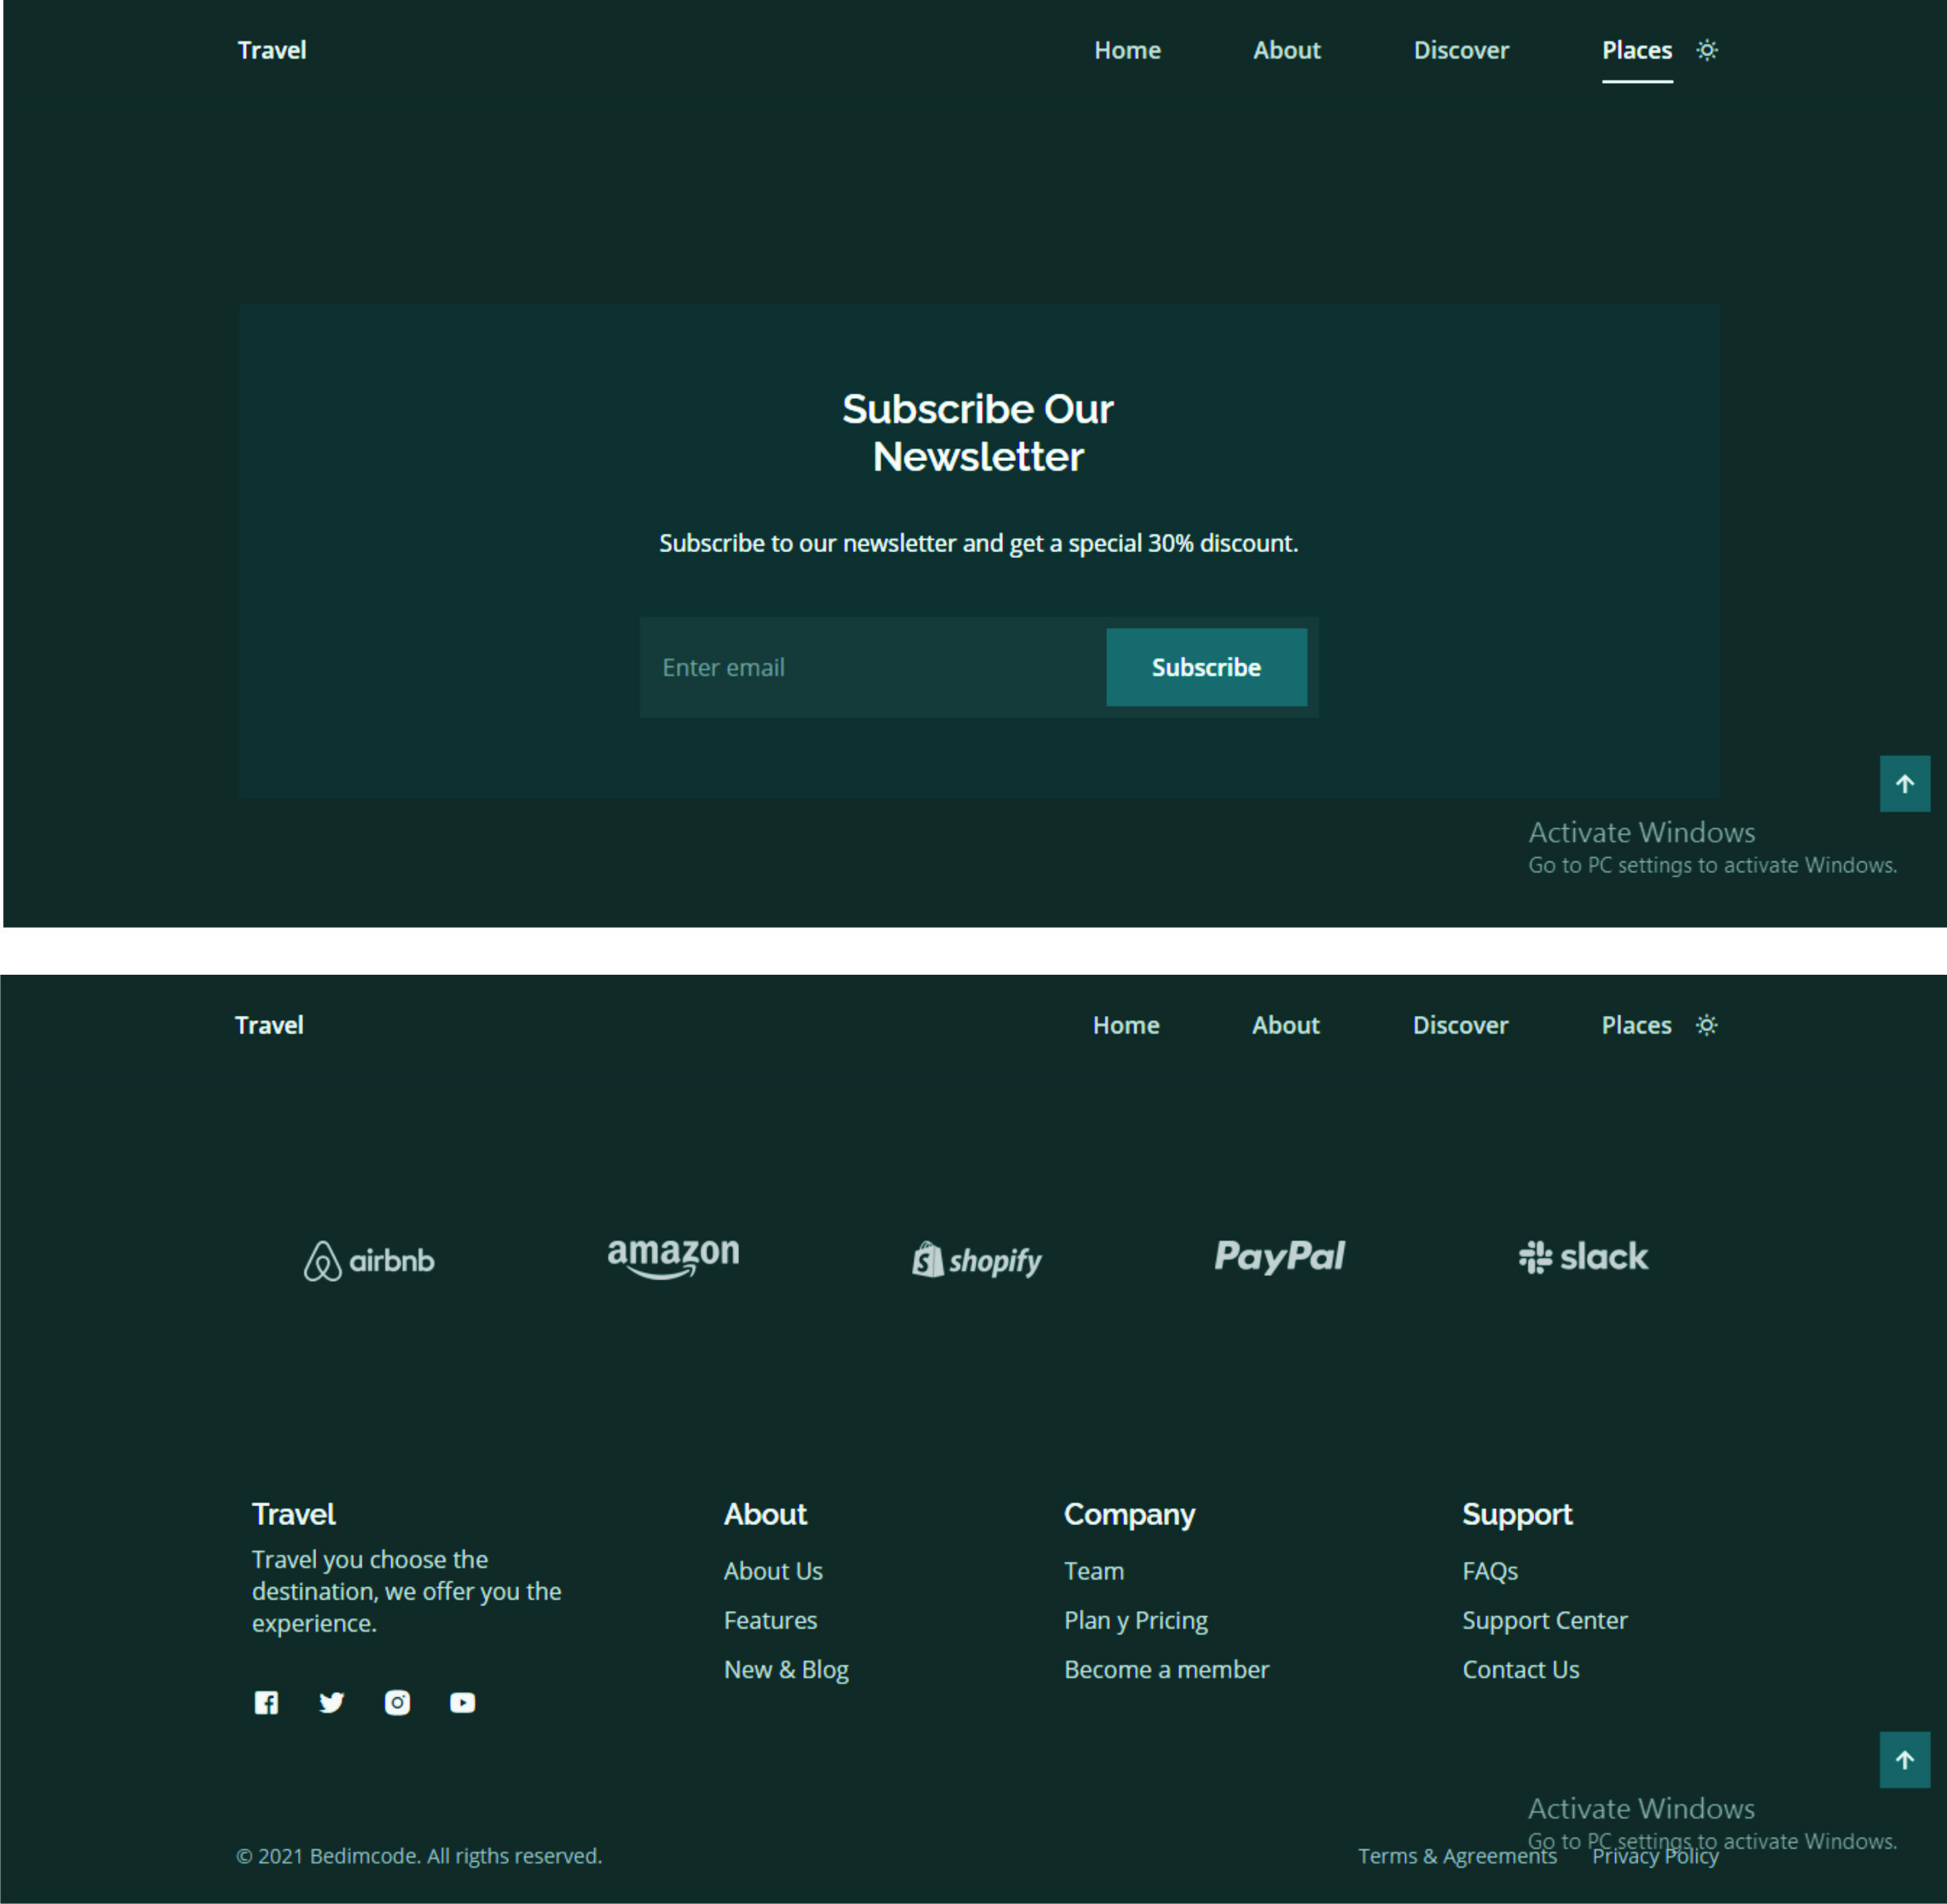 Travel Home About Discover Places
Subscribe Our
Newsletter
Subscribe to our newsletter and get a special 30% discount.
Enter email Subscribe
Activate Windows
Go to PC settings to activate Windows.
Travel Home About Discover Places
airbnb amazon shopify PayPal slack
Travel About Company Support
Travel you choose the
destination, we offer you the
experience.
About Us Team FAQs
Features Plan y Pricing Support Center
New & Blog Become a member Contact Us
Activate Windows
Go to PC settings to activate Windows.
© 2021 Bedimcode. All rigths reserved. Terms & Agreements Privacy Policy